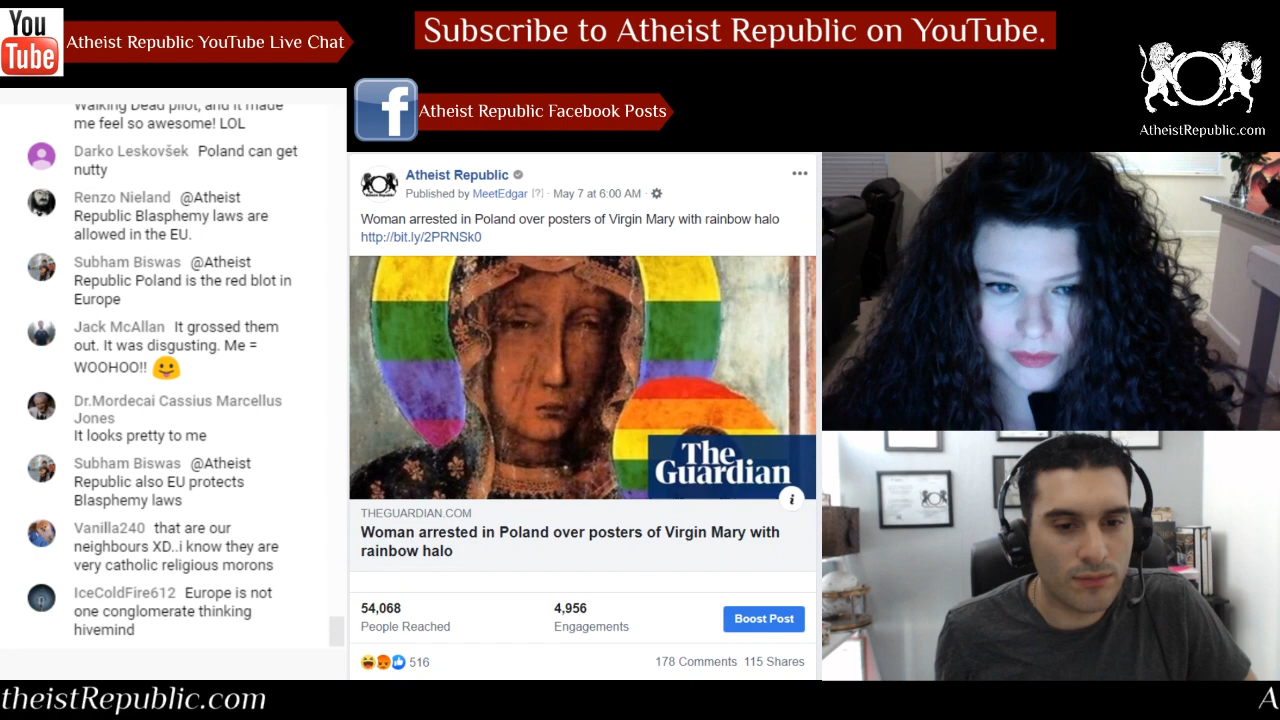 You
Tube
Atheist Republic YouTube Live Chat
Subscribe to Atheist Republic on YouTube.
AtheistRepublic.com
f
Atheist Republic Facebook Posts
Walking Dead pilot, and it made
me feel so awesome! LOL
Darko Leskovšek Poland can get
nutty
Renzo Nieland @Atheist
Republic Blasphemy laws are
allowed in the EU.
Subham Biswas @Atheist
Republic Poland is the red blot in
Europe
Jack McAllan It grossed them
out. It was disgusting. Me =
WOOHOO!!
Dr.Mordecai Cassius Marcellus
Jones
It looks pretty to me
Subham Biswas @Atheist
Republic also EU protects
Blasphemy laws
Vanilla240 that are our
neighbours XD..i know they are
very catholic religious morons
IceColdFire612 Europe is not
one conglomerate thinking
hivemind
Atheist Republic
Published by MeetEdgar [?] · May 7 at 6:00 AM ·
Woman arrested in Poland over posters of Virgin Mary with rainbow halo
http://bit.ly/2PRNSk0
The
Guardian
i
THEGUARDIAN.COM
Woman arrested in Poland over posters of Virgin Mary with
rainbow halo
54,068
People Reached
4,956
Engagements
Boost Post
516
178 Comments 115 Shares
theistRepublic.com
A